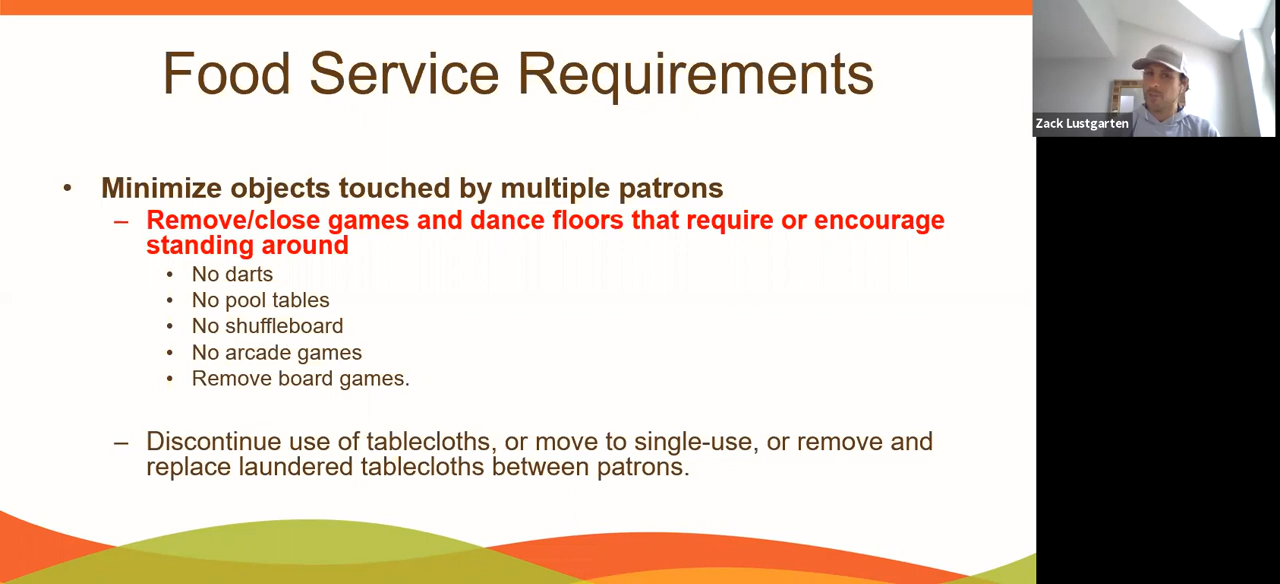 Food Service Requirements
Zack Lustgarten
• Minimize objects touched by multiple patrons
– Remove/close games and dance floors that require or encourage
standing around
• No darts
• No pool tables
• No shuffleboard
• No arcade games
• Remove board games.
– Discontinue use of tablecloths, or move to single-use, or remove and
replace laundered tablecloths between patrons.